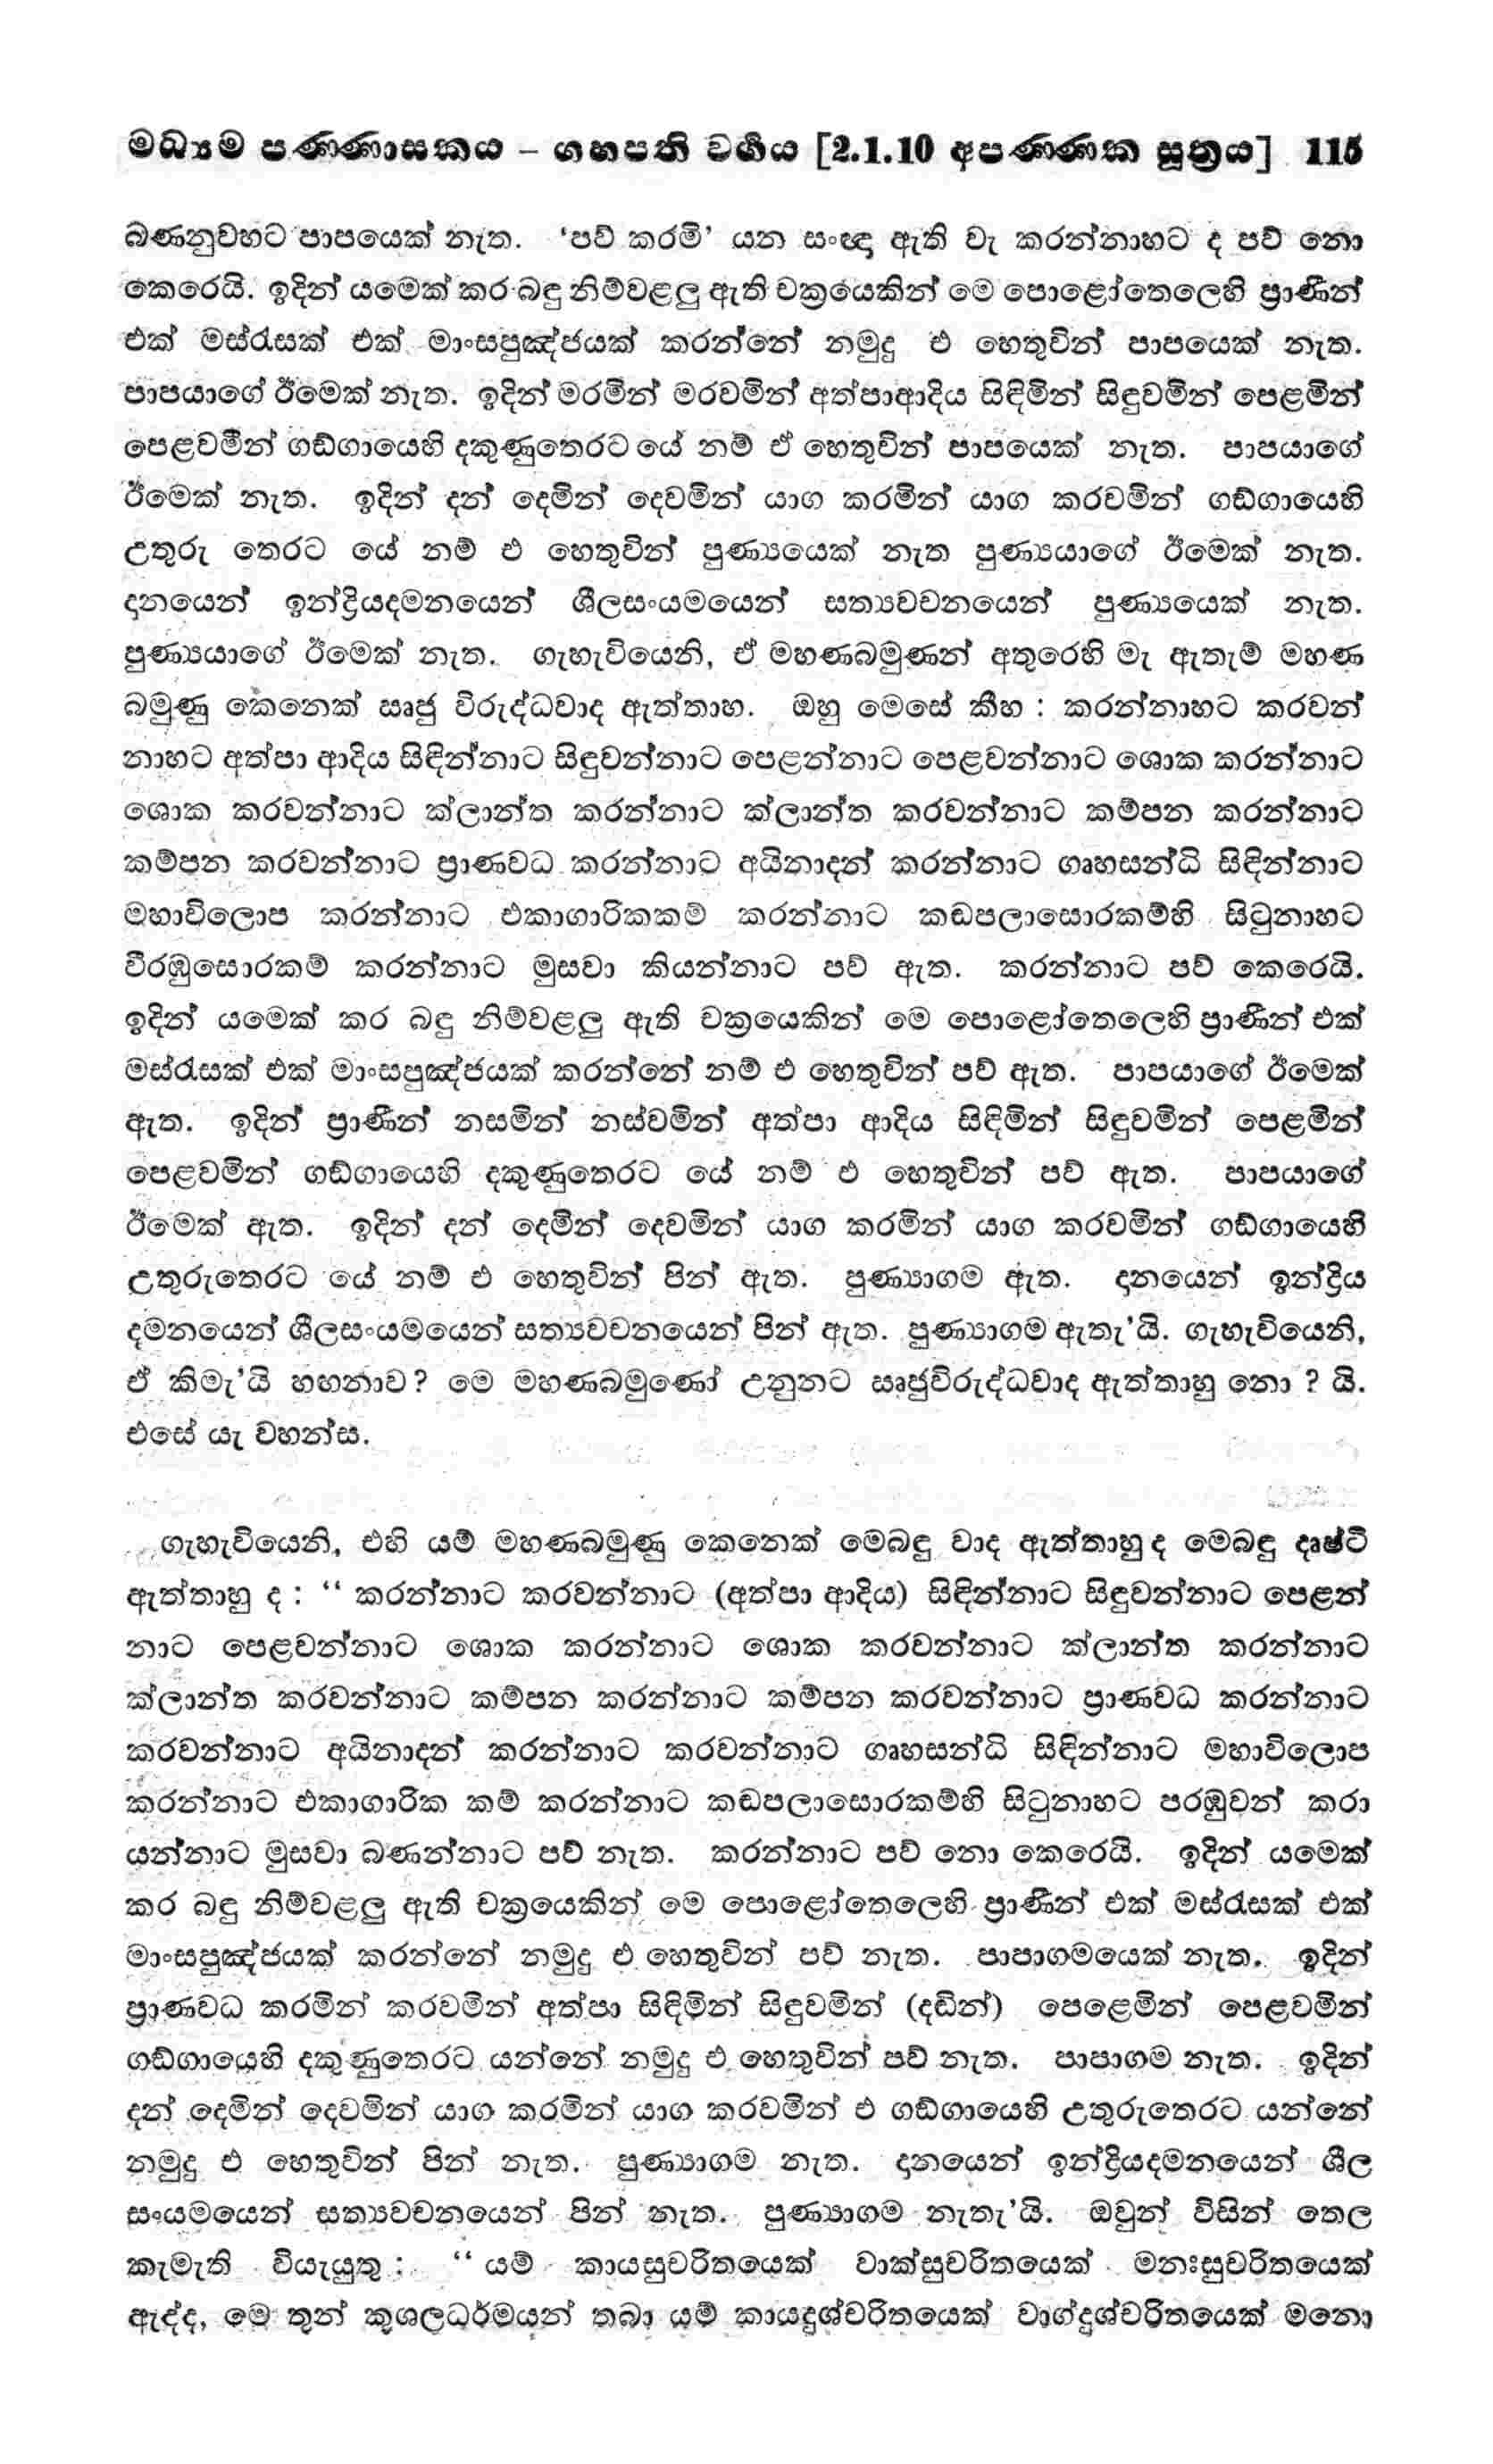 මධ්‍යම පණ්ණාසකය – ගහපති වර්‍ගය [2.1.10 අපණ්ණක සූත්‍රය] 115
බණනුවහට පාපයෙක් නැත. ‘පව් කරමි’ යන සංඥා ඇති වැ කරන්නාහට ද පව් නො
කෙරෙයි. ඉදින් යමෙක් කර බඳු නිම්වළලු ඇති චක්‍රයෙකින් මෙ පොළෝතෙලෙහි ප්‍රාණීන්
එක් මස්රැසක් එක් මාංසපුඤ්ජයක් කරන්නේ නමුදු එ හෙතුවින් පාපයෙක් නැත.
පාපයාගේ ඊමෙක් නැත. ඉදින් මරමින් මරවමින් අත්පාආදිය සිඳිමින් සිඳුවමින් පෙළමින්
පෙළවමින් ගඞ්ගායෙහි දකුණුතෙරට යේ නම් ඒ හෙතුවින් පාපයෙක් නැත. පාපයාගේ
ඊමෙක් නැත. ඉදින් දන් දෙමින් දෙවමින් යාග කරමින් යාග කරවමින් ගඞ්ගායෙහි
උතුරු තෙරට යේ නම් එ හෙතුවින් පුණ්‍යයෙක් නැත පුණ්‍යයාගේ ඊමෙක් නැත.
දානයෙන් ඉන්ද්‍රියදමනයෙන් ශීලසංයමයෙන් සත්‍යවචනයෙන් පුණ්‍යයෙක් නැත.
පුණ්‍යයාගේ ඊමෙක් නැත. ගැහැවියෙනි, ඒ මහණබමුණන් අතුරෙහි මැ ඇතැම් මහණ
බමුණු කෙනෙක් ඍජු විරුද්ධවාද ඇත්තාහ. ඔහු මෙසේ කීහ : කරන්නාහට කරවන්
නාහට අත්පා ආදිය සිඳින්නාට සිඳුවන්නාට පෙළන්නාට පෙළවන්නාට ශොක කරන්නාට
ශොක කරවන්නාට ක්ලාන්ත කරන්නාට ක්ලාන්ත කරවන්නාට කම්පන කරන්නාට
කම්පන කරවන්නාට ප්‍රාණවධ කරන්නාට අයිනාදන් කරන්නාට ගෘහසන්ධි සිඳින්නාට
මහාවිලොප කරන්නාට එකාගාරිකකම් කරන්නාට කඩපලාසොරකම්හි සිටුනාහට
වීරඹුසොරකම් කරන්නාට මුසවා කියන්නාට පව් ඇත. කරන්නාට පව් කෙරෙයි.
ඉදින් යමෙක් කර බඳු නිම්වළලු ඇති චක්‍රයෙකින් මෙ පොළෝතෙලෙහි ප්‍රාණීන් එක්
මස්රැසක් එක් මාංසපුඤ්ජයක් කරන්නේ නම් එ හෙතුවින් පව් ඇත. පාපයාගේ ඊමෙක්
ඇත. ඉදින් ප්‍රාණීන් නසමින් නස්වමින් අත්පා ආදිය සිඳිමින් සිඳුවමින් පෙළමින්
පෙළවමින් ගඞ්ගායෙහි දකුණුතෙරට යේ නම් එ හෙතුවින් පව් ඇත. පාපයාගේ
ඊමෙක් ඇත. ඉදින් දන් දෙමින් දෙවමින් යාග කරමින් යාග කරවමින් ගඞ්ගායෙහි
උතුරුතෙරට යේ නම් එ හෙතුවින් පින් ඇත. පුණ්‍යාගම ඇත. දානයෙන් ඉන්ද්‍රිය
දමනයෙන් ශීලසංයමයෙන් සත්‍යවචනයෙන් පින් ඇත. පුණ්‍යාගම ඇතැ’යි. ගැහැවියෙනි,
ඒ කිමැ’යි හඟනාව? මෙ මහණබමුණෝ උනුනට ඍජුවිරුද්ධවාද ඇත්තාහු නො ? යි.
එසේ යැ වහන්ස.
ගැහැවියෙනි, එහි යම් මහණබමුණු කෙනෙක් මෙබඳු වාද ඇත්තාහු ද මෙබඳු දෘෂ්ටි
ඇත්තාහු ද : “ කරන්නාට කරවන්නාට (අත්පා ආදිය) සිඳින්නාට සිඳුවන්නාට පෙළන්
නාට පෙළවන්නාට ශොක කරන්නාට ශොක කරවන්නාට ක්ලාන්ත කරන්නාට
ක්ලාන්ත කරවන්නාට කම්පන කරන්නාට කම්පන කරවන්නාට ප්‍රාණවධ කරන්නාට
කරවන්නාට අයිනාදන් කරන්නාට කරවන්නාට ගෘහසන්ධි සිඳින්නාට මහාවිලොප
කරන්නාට එකාගාරික කම් කරන්නාට කඩපලාසොරකම්හි සිටුනාහට පරඹුවන් කරා
යන්නාට මුසවා බණන්නාට පව් නැත. කරන්නාට පව් නො කෙරෙයි. ඉදින් යමෙක්
කර බඳු නිම්වළලු ඇති චක්‍රයෙකින් මෙ පොළෝතෙලෙහි ප්‍රාණීන් එක් මස්රැසක් එක්
මාංසපුඤ්ජයක් කරන්නේ නමුදු එ හෙතුවින් පව් නැත. පාපාගමයෙක් නැත. ඉදින්
ප්‍රාණවධ කරමින් කරවමින් අත්පා සිඳිමින් සිඳුවමින් (දඬින්) පෙළෙමින් පෙළවමින්
ගඞ්ගායෙහි දකුණුතෙරට යන්නේ නමුදු එ හෙතුවින් පව් නැත. පාපාගම නැත. ඉදින්
දන් දෙමින් දෙවමින් යාග කරමින් යාග කරවමින් එ ගඞ්ගායෙහි උතුරුතෙරට යන්නේ
නමුදු එ හෙතුවින් පින් නැත. පුණ්‍යාගම නැත. දානයෙන් ඉන්ද්‍රියදමනයෙන් ශීල
සංයමයෙන් සත්‍යවචනයෙන් පින් නැත. පුණ්‍යාගම නැතැ’යි. ඔවුන් විසින් තෙල
කැමැති වියැයුතු : “ යම් කායසුචරිතයෙක් වාක්සුචරිතයෙක් මනඃසුචරිතයෙක්
ඇද්ද, මෙ තුන් කුශලධර්මයන් තබා යම් කායදුශ්චරිතයෙක් වාග්දුශ්චරිතයෙක් මනො